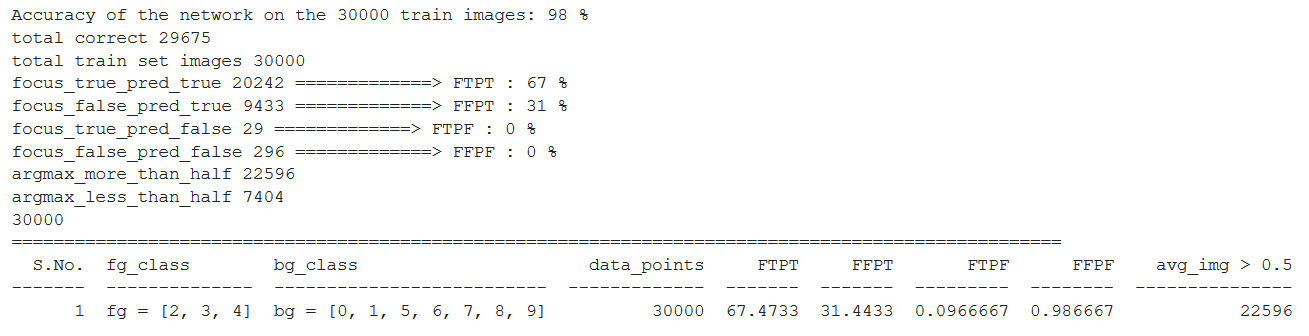 Accuracy of the network on the 30000 train images: 98 %
total correct 29675
total train set images 30000
focus_true_pred_true 20242 =============> FTPT : 67 %
focus_false_pred_true 9433 =============> FFPT : 31 %
focus_true_pred_false 29 =============> FTPF : 0 %
focus_false_pred_false 296 =============> FFPF : 0 %
argmax_more_than_half 22596
argmax_less_than_half 7404
30000
====================================================================================================
S.No. fg_class bg_class data_points FTPT FFPT FTPF FFPF avg_img > 0.5
------- -------------- -------------------------- ------------- ------- ------- --------- -------- ---------------
1 fg = [2, 3, 4] bg = [0, 1, 5, 6, 7, 8, 9] 30000 67.4733 31.4433 0.0966667 0.986667 22596